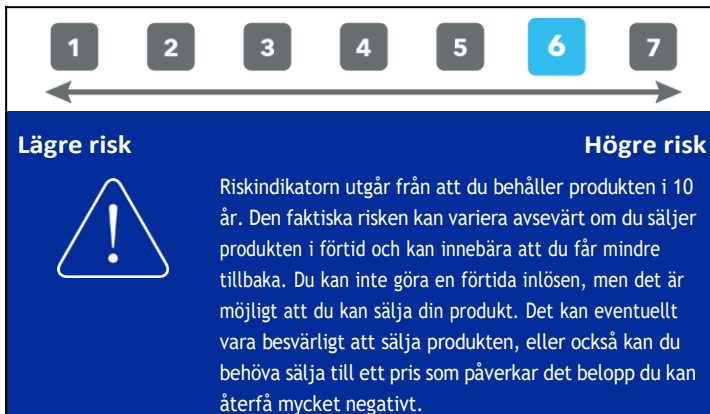 1 2 3 4 5 6 7
Lägre risk Högre risk
Riskindikatorn utgår från att du behåller produkten i 10
år. Den faktiska risken kan variera avsevärt om du säljer
produkten i förtid och kan innebära att du får mindre
tillbaka. Du kan inte göra en förtida inlösen, men det är
möjligt att du kan sälja din produkt. Det kan eventuellt
vara besvärligt att sälja produkten, eller också kan du
behöva sälja till ett pris som påverkar det belopp du kan
återfå mycket negativt.